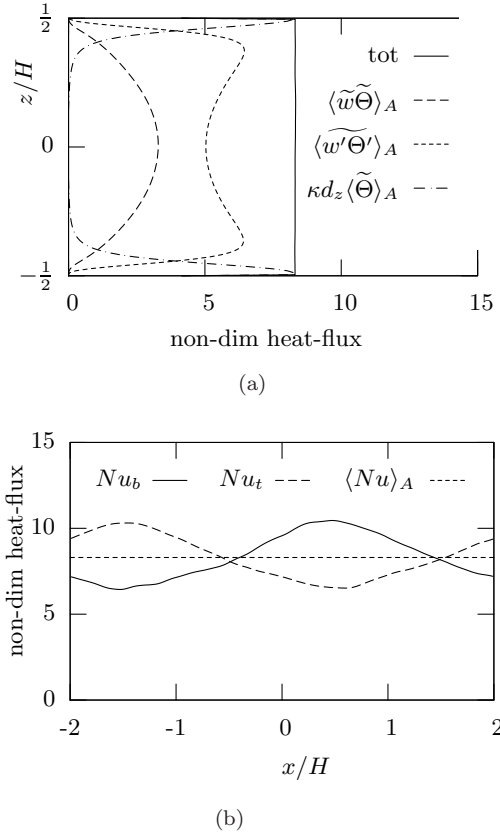 1/2
tot
z/H
⟨w̃Θ̃⟩_A
0
⟨w̃'Θ'⟩_A
κd_z⟨Θ̃⟩_A
−1/2
0 5 10 15
non-dim heat-flux
(a)
15
Nu_b Nu_t ⟨Nu⟩_A
non-dim heat-flux
10
5
0
-2 -1 0 1 2
x/H
(b)